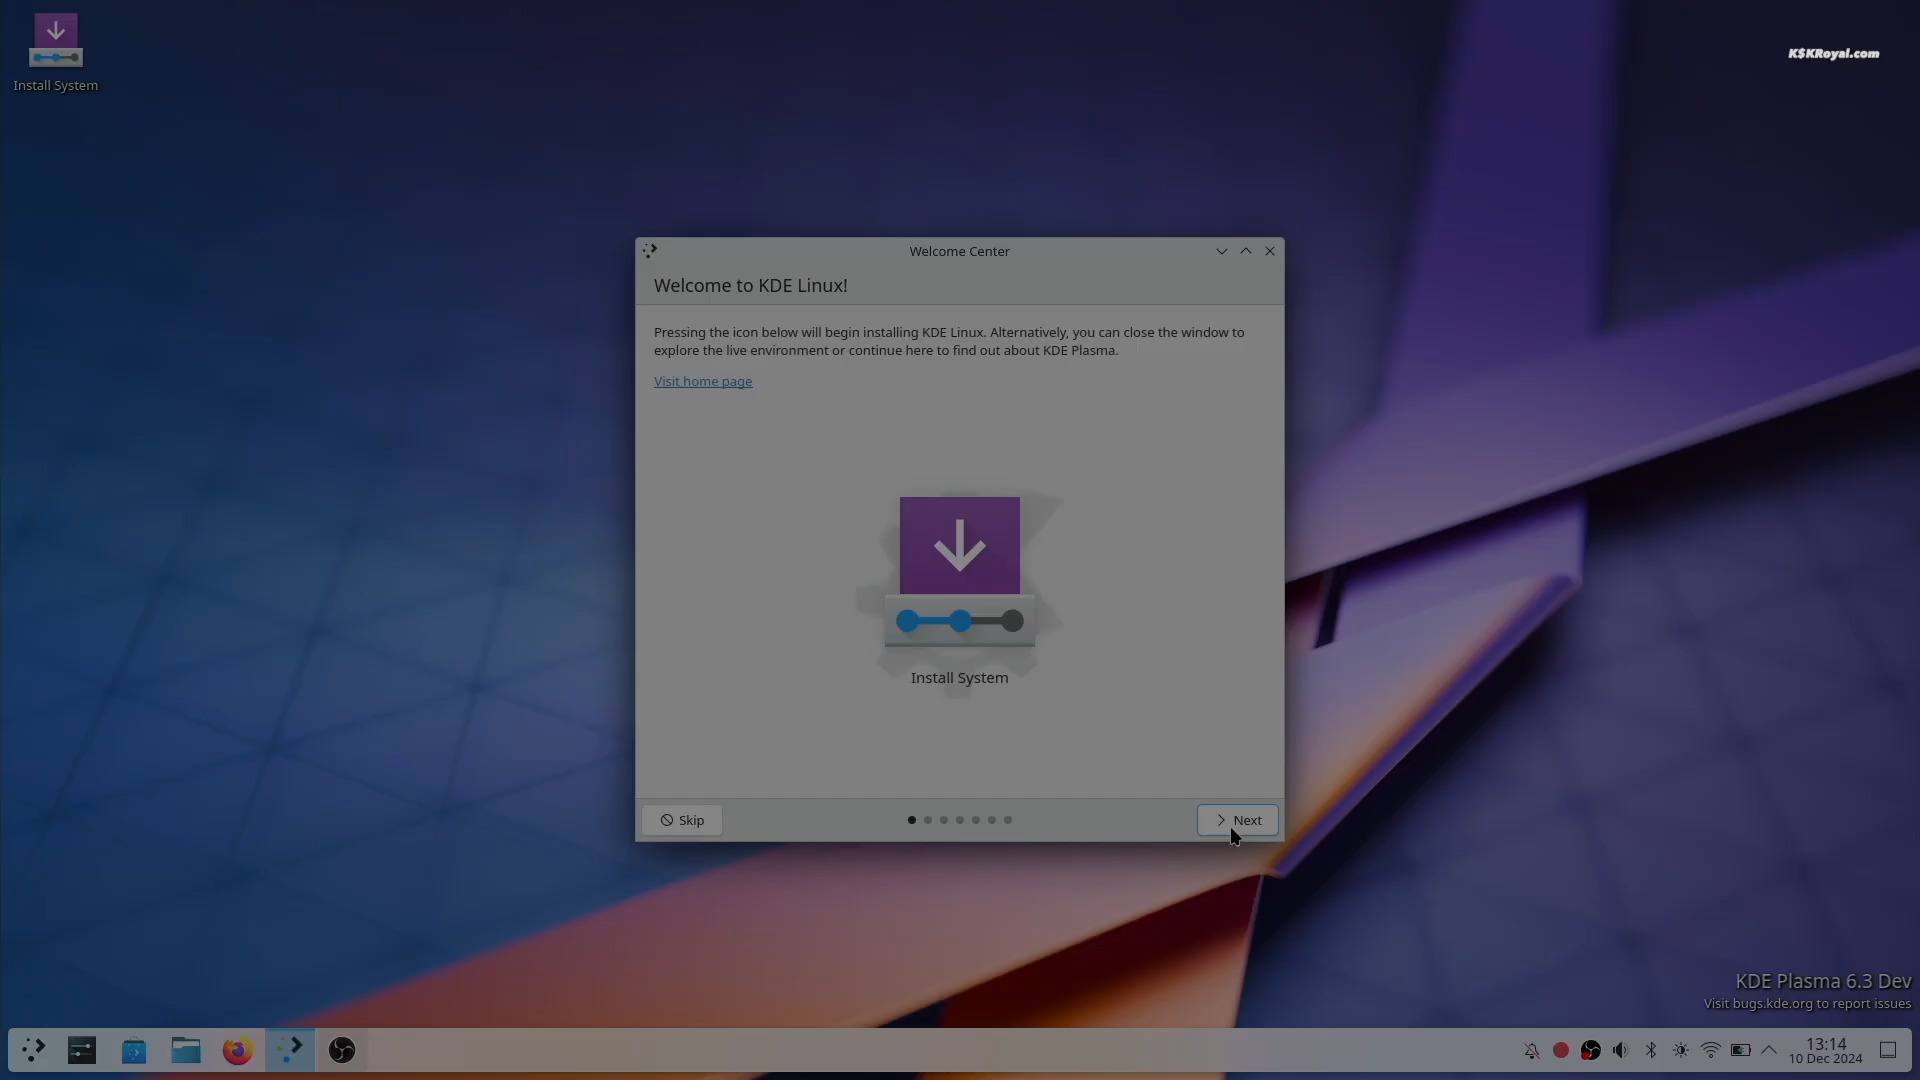 Install System
K$KRoyal.com
Welcome Center
Welcome to KDE Linux!
Pressing the icon below will begin installing KDE Linux. Alternatively, you can close the window to
explore the live environment or continue here to find out about KDE Plasma.
Visit home page
Install System
Skip
Next
KDE Plasma 6.3 Dev
Visit bugs.kde.org to report issues
13:14
10 Dec 2024